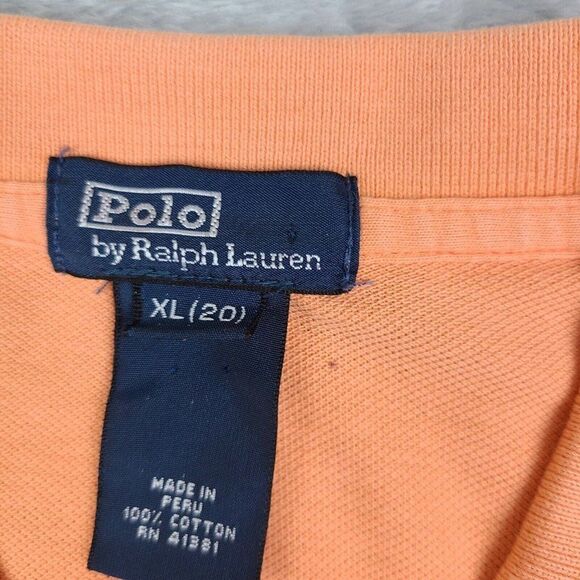 Polo
by Ralph Lauren
XL (20)
MADE IN
PERU
100% COTTON
RN 41381